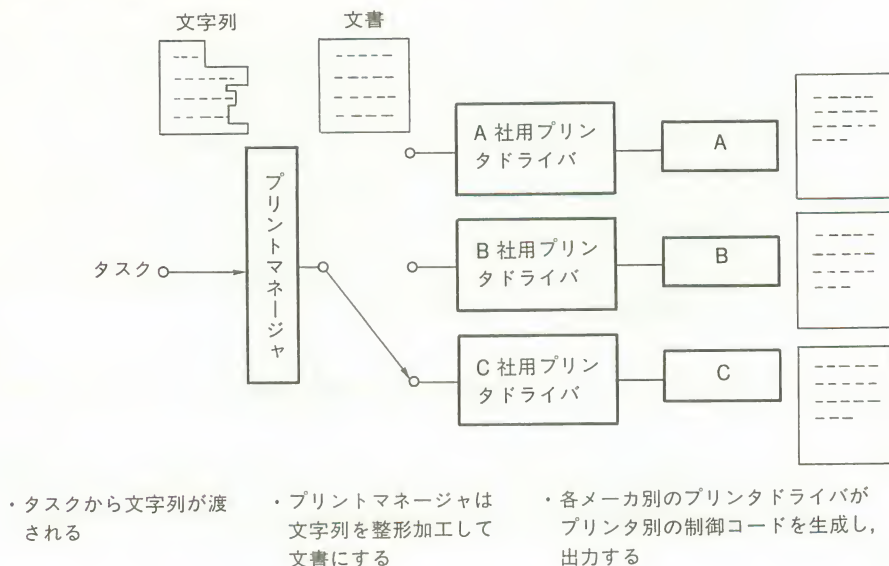 文字列
文書
A 社用プリン
タドライバ
A
プリントマネージャ
タスク
B 社用プリン
タドライバ
B
C 社用プリン
タドライバ
C
・タスクから文字列が渡
される
・プリントマネージャは
文字列を整形加工して
文書にする
・各メーカ別のプリンタドライバが
プリンタ別の制御コードを生成し，
出力する